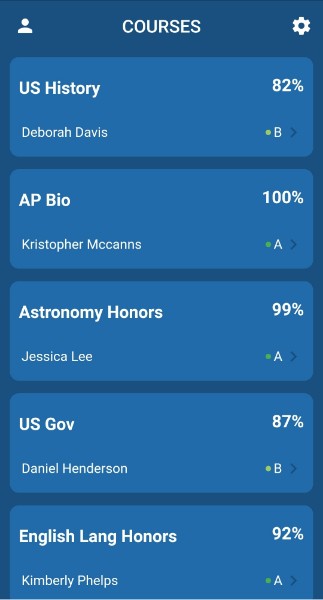 COURSES
US History 82%
Deborah Davis B
AP Bio 100%
Kristopher Mccanns A
Astronomy Honors 99%
Jessica Lee A
US Gov 87%
Daniel Henderson B
English Lang Honors 92%
Kimberly Phelps A